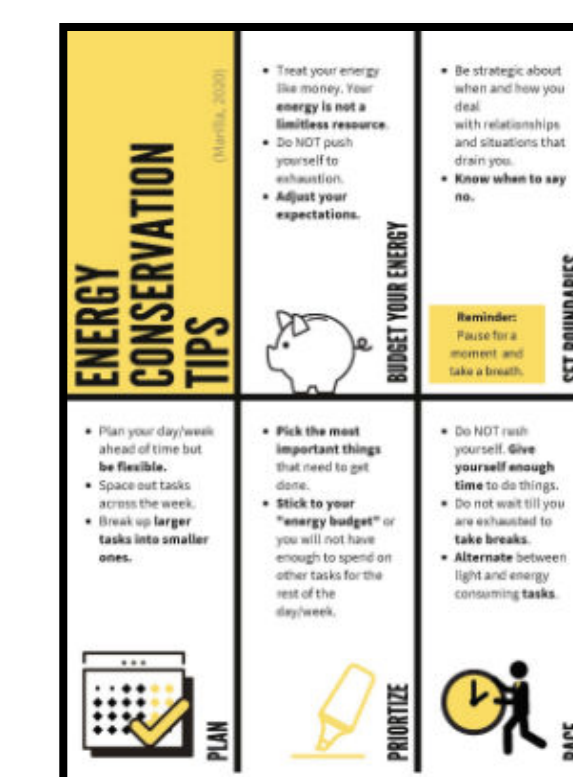 ENERGY
CONSERVATION
TIPS
(Marilla, 2020)
• Treat your energy
like money. Your
energy is not a
limitless resource.
• Do NOT push
yourself to
exhaustion.
• Adjust your
expectations.
BUDGET YOUR ENERGY
• Be strategic about
when and how you
deal
with relationships
and situations that
drain you.
• Know when to say
no.
Reminder:
Pause for a
moment and
take a breath.
SET BOUNDARIES
• Plan your day/week
ahead of time but
be flexible.
• Space out tasks
across the week.
• Break up larger
tasks into smaller
ones.
PLAN
• Pick the most
important things
that need to get
done.
• Stick to your
"energy budget" or
you will not have
enough to spend on
other tasks for the
rest of the
day/week.
PRIORTIZE
• Do NOT rush
yourself. Give
yourself enough
time to do things.
• Do not wait till you
are exhausted to
take breaks.
• Alternate between
light and energy
consuming tasks.
PACE